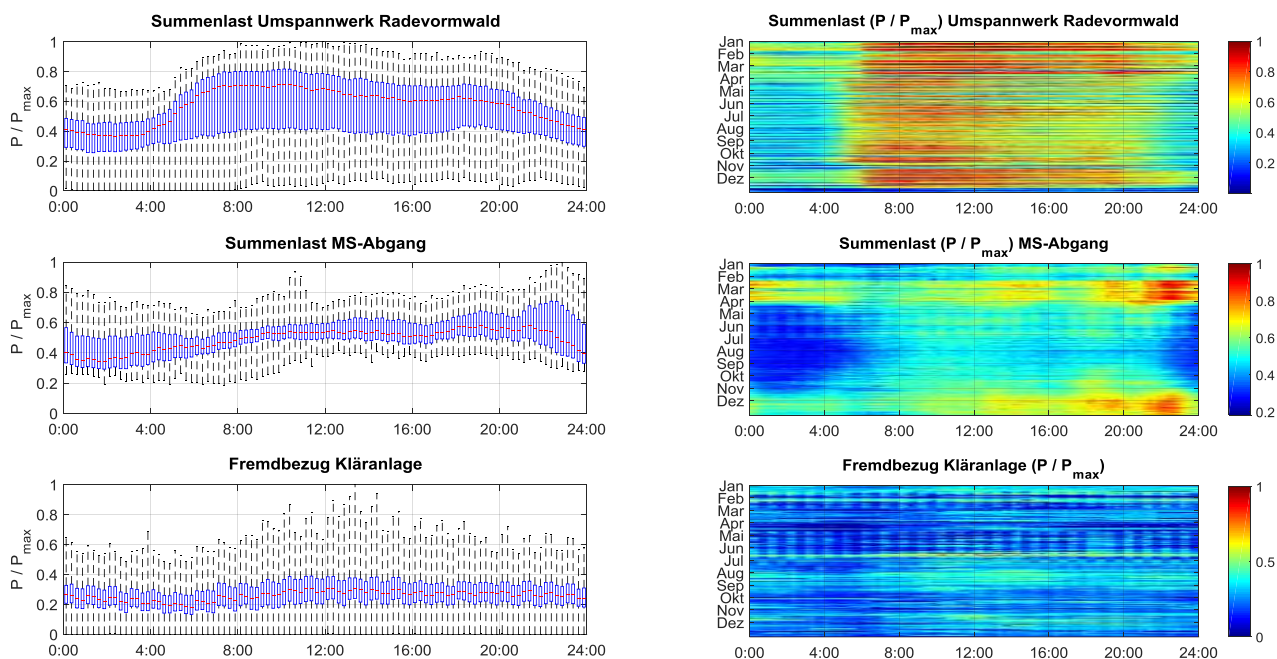 Summenlast Umspannwerk Radevormwald
P / Pmax
1
0.8
0.6
0.4
0.2
0
0:00 4:00 8:00 12:00 16:00 20:00 24:00
Summenlast (P / Pmax) Umspannwerk Radevormwald
Jan
Feb
Mar
Apr
Mai
Jun
Jul
Aug
Sep
Okt
Nov
Dez
0:00 4:00 8:00 12:00 16:00 20:00 24:00
1
0.8
0.6
0.4
0.2
Summenlast MS-Abgang
P / Pmax
1
0.8
0.6
0.4
0.2
0
0:00 4:00 8:00 12:00 16:00 20:00 24:00
Summenlast (P / Pmax) MS-Abgang
Jan
Feb
Mar
Apr
Mai
Jun
Jul
Aug
Sep
Okt
Nov
Dez
0:00 4:00 8:00 12:00 16:00 20:00 24:00
1
0.8
0.6
0.4
0.2
Fremdbezug Kläranlage
P / Pmax
1
0.8
0.6
0.4
0.2
0
0:00 4:00 8:00 12:00 16:00 20:00 24:00
Fremdbezug Kläranlage (P / Pmax)
Jan
Feb
Mar
Apr
Mai
Jun
Jul
Aug
Sep
Okt
Nov
Dez
0:00 4:00 8:00 12:00 16:00 20:00 24:00
1
0.5
0